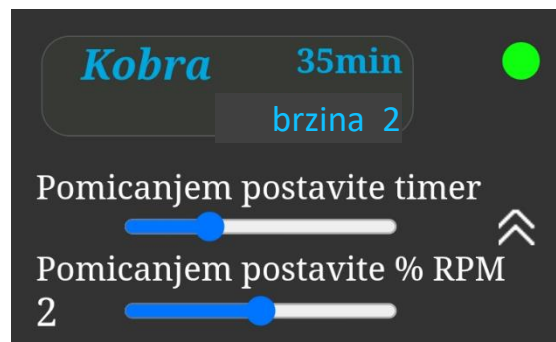 Kobra 35min
brzina 2
Pomicanjem postavite timer
Pomicanjem postavite % RPM
2